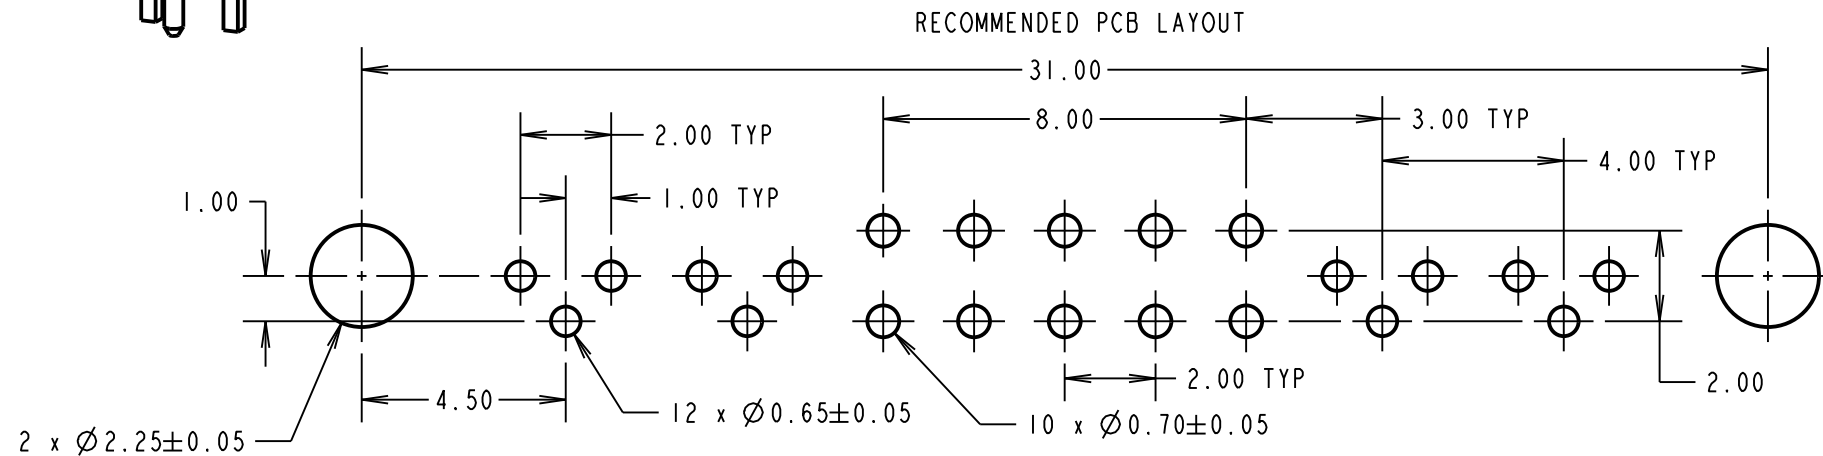 RECOMMENDED PCB LAYOUT
31.00
8.00
3.00 TYP
2.00 TYP
4.00 TYP
1.00
1.00 TYP
2.00 TYP
2.00
4.50
12 x Ø0.65±0.05
10 x Ø0.70±0.05
2 x Ø2.25±0.05